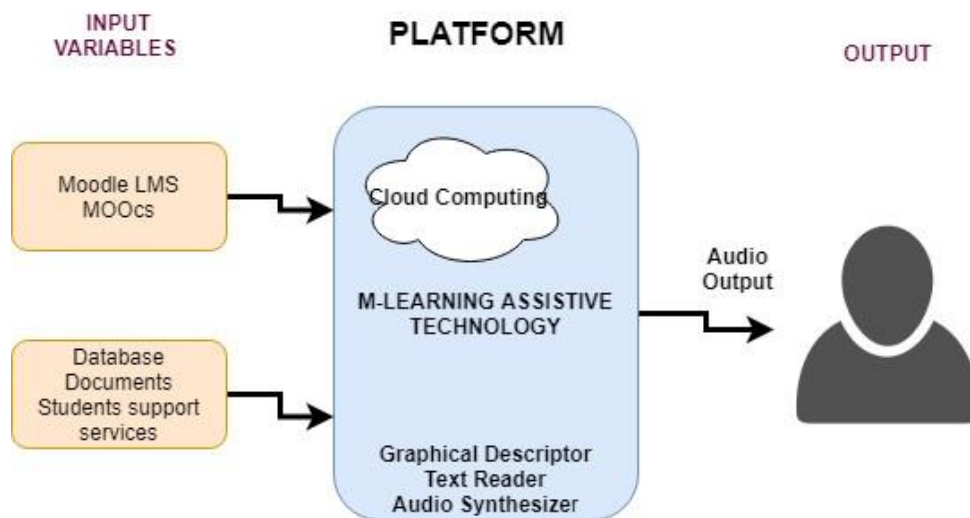 INPUT
VARIABLES
PLATFORM
OUTPUT
Moodle LMS
MOOcs
Cloud Computing
Audio
Output
M-LEARNING ASSISTIVE
TECHNOLOGY
Database
Documents
Students support
services
Graphical Descriptor
Text Reader
Audio Synthesizer